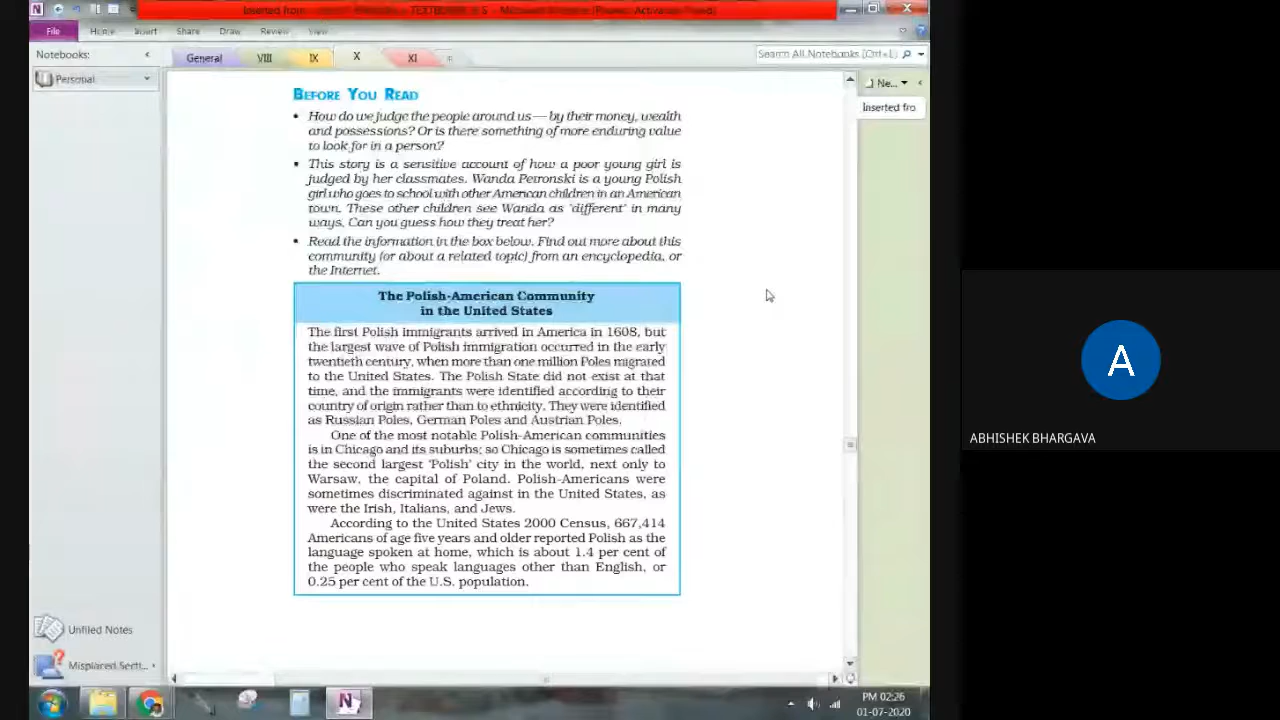 File Home Insert Share Draw Review View
Notebooks:
General VIII IX X XI
Search All Notebooks (Ctrl+E)
Personal
Ne...
Inserted fro
BEFORE YOU READ
• How do we judge the people around us — by their money, wealth
and possessions? Or is there something of more enduring value
to look for in a person?
• This story is a sensitive account of how a poor young girl is
judged by her classmates. Wanda Petronski is a young Polish
girl who goes to school with other American children in an American
town. These other children see Wanda as 'different' in many
ways. Can you guess how they treat her?
• Read the information in the box below. Find out more about this
community (or about a related topic) from an encyclopedia, or
the Internet.
The Polish-American Community
in the United States
The first Polish immigrants arrived in America in 1608, but
the largest wave of Polish immigration occurred in the early
twentieth century, when more than one million Poles migrated
to the United States. The Polish State did not exist at that
time, and the immigrants were identified according to their
country of origin rather than to ethnicity. They were identified
as Russian Poles, German Poles and Austrian Poles.
One of the most notable Polish-American communities
is in Chicago and its suburbs; so Chicago is sometimes called
the second largest 'Polish' city in the world, next only to
Warsaw, the capital of Poland. Polish-Americans were
sometimes discriminated against in the United States, as
were the Irish, Italians, and Jews.
According to the United States 2000 Census, 667,414
Americans of age five years and older reported Polish as the
language spoken at home, which is about 1.4 per cent of
the people who speak languages other than English, or
0.25 per cent of the U.S. population.
A
ABHISHEK BHARGAVA
Unfiled Notes
Misplaced Secti...
PM 02:26
01-07-2020